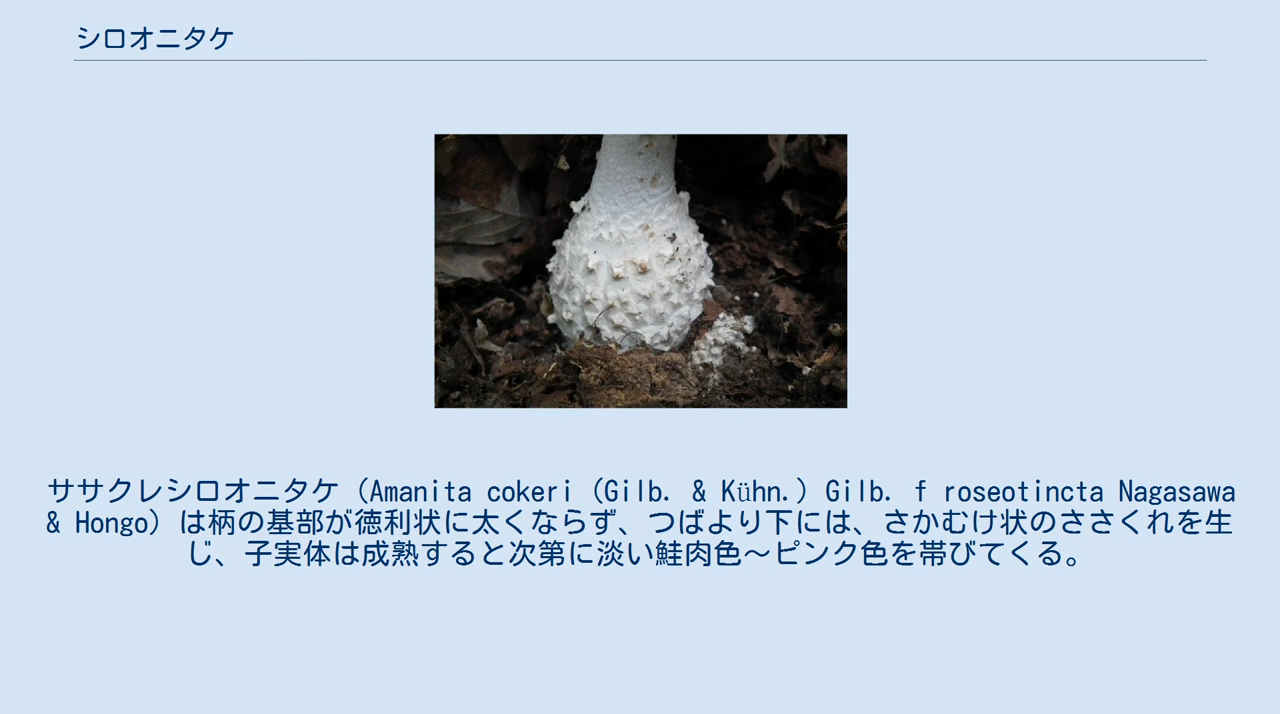 シロオニタケ
ササクレシロオニタケ（Amanita cokeri (Gilb. & Kühn.) Gilb. f roseotincta Nagasawa
& Hongo）は柄の基部が徳利状に太くならず、つばより下には、さかむけ状のささくれを生
じ、子実体は成熟すると次第に淡い鮭肉色～ピンク色を帯びてくる。